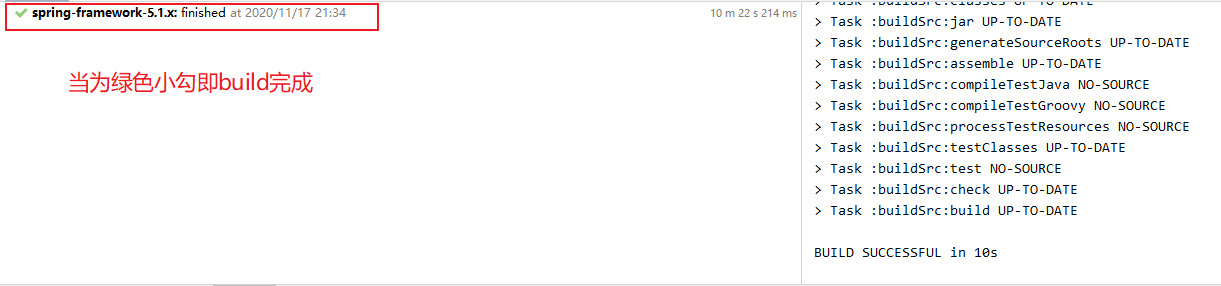 spring-framework-5.1.x: finished at 2020/11/17 21:34
10 m 22 s 214 ms
当为绿色小勾即build完成
> Task :buildSrc:classes UP-TO-DATE
> Task :buildSrc:jar UP-TO-DATE
> Task :buildSrc:generateSourceRoots UP-TO-DATE
> Task :buildSrc:assemble UP-TO-DATE
> Task :buildSrc:compileTestJava NO-SOURCE
> Task :buildSrc:compileTestGroovy NO-SOURCE
> Task :buildSrc:processTestResources NO-SOURCE
> Task :buildSrc:testClasses UP-TO-DATE
> Task :buildSrc:test NO-SOURCE
> Task :buildSrc:check UP-TO-DATE
> Task :buildSrc:build UP-TO-DATE
BUILD SUCCESSFUL in 10s